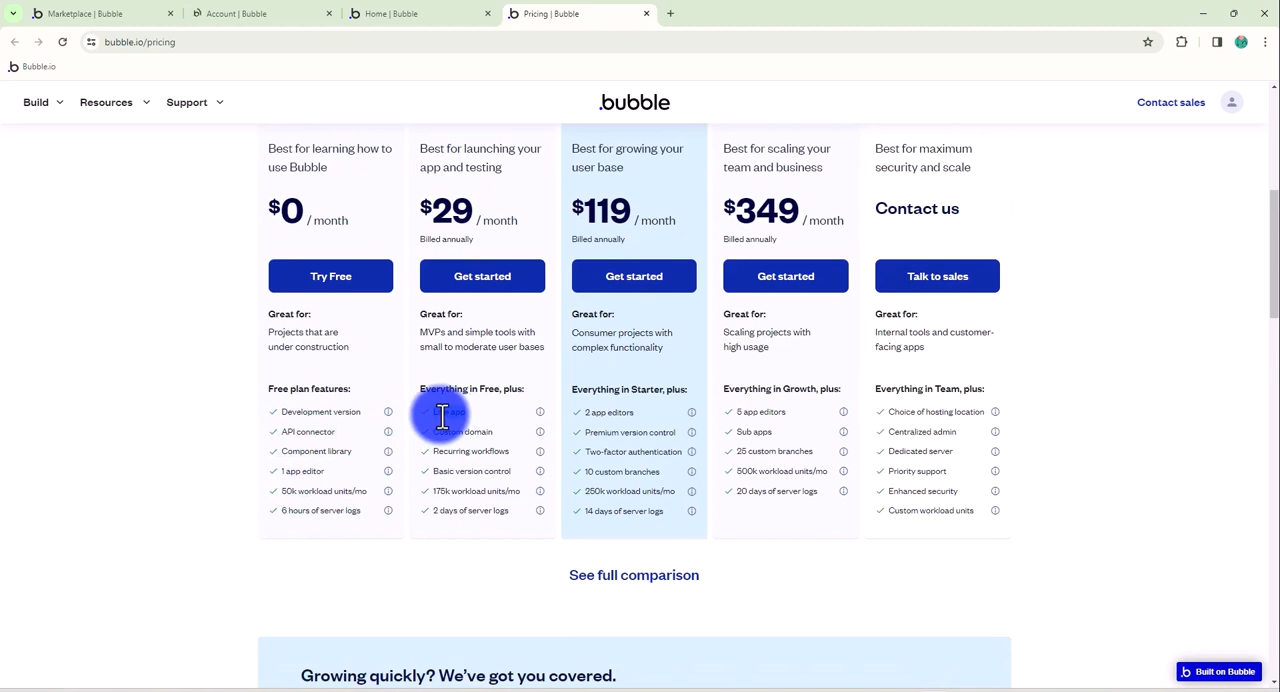 Marketplace | Bubble
Account | Bubble
Home | Bubble
Pricing | Bubble
bubble.io/pricing
Bubble.io
Build
Resources
Support
.bubble
Contact sales
Best for learning how to
use Bubble
$0 / month
Try Free
Great for:
Projects that are
under construction
Free plan features:
Development version
API connector
Component library
1 app editor
50k workload units/mo
6 hours of server logs
Best for launching your
app and testing
$29 / month
Billed annually
Get started
Great for:
MVPs and simple tools with
small to moderate user bases
Everything in Free, plus:
Live app
Custom domain
Recurring workflows
Basic version control
175k workload units/mo
2 days of server logs
Best for growing your
user base
$119 / month
Billed annually
Get started
Great for:
Consumer projects with
complex functionality
Everything in Starter, plus:
2 app editors
Premium version control
Two-factor authentication
10 custom branches
250k workload units/mo
14 days of server logs
Best for scaling your
team and business
$349 / month
Billed annually
Get started
Great for:
Scaling projects with
high usage
Everything in Growth, plus:
5 app editors
Sub apps
25 custom branches
500k workload units/mo
20 days of server logs
Best for maximum
security and scale
Contact us
Talk to sales
Great for:
Internal tools and customer-
facing apps
Everything in Team, plus:
Choice of hosting location
Centralized admin
Dedicated server
Priority support
Enhanced security
Custom workload units
See full comparison
Growing quickly? We've got you covered.
Built on Bubble